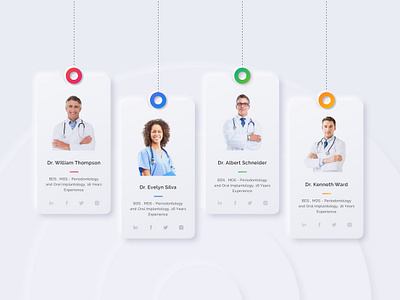 Dr. William Thompson
BDS , MDS - Periodontology
and Oral Implantology, 16 Years
Experience
Dr. Evelyn Silva
BDS , MDS - Periodontology
and Oral Implantology, 16 Years
Experience
Dr. Albert Schneider
BDS , MDS - Periodontology
and Oral Implantology, 16 Years
Experience
Dr. Kenneth Ward
BDS , MDS - Periodontology
and Oral Implantology, 16 Years
Experience